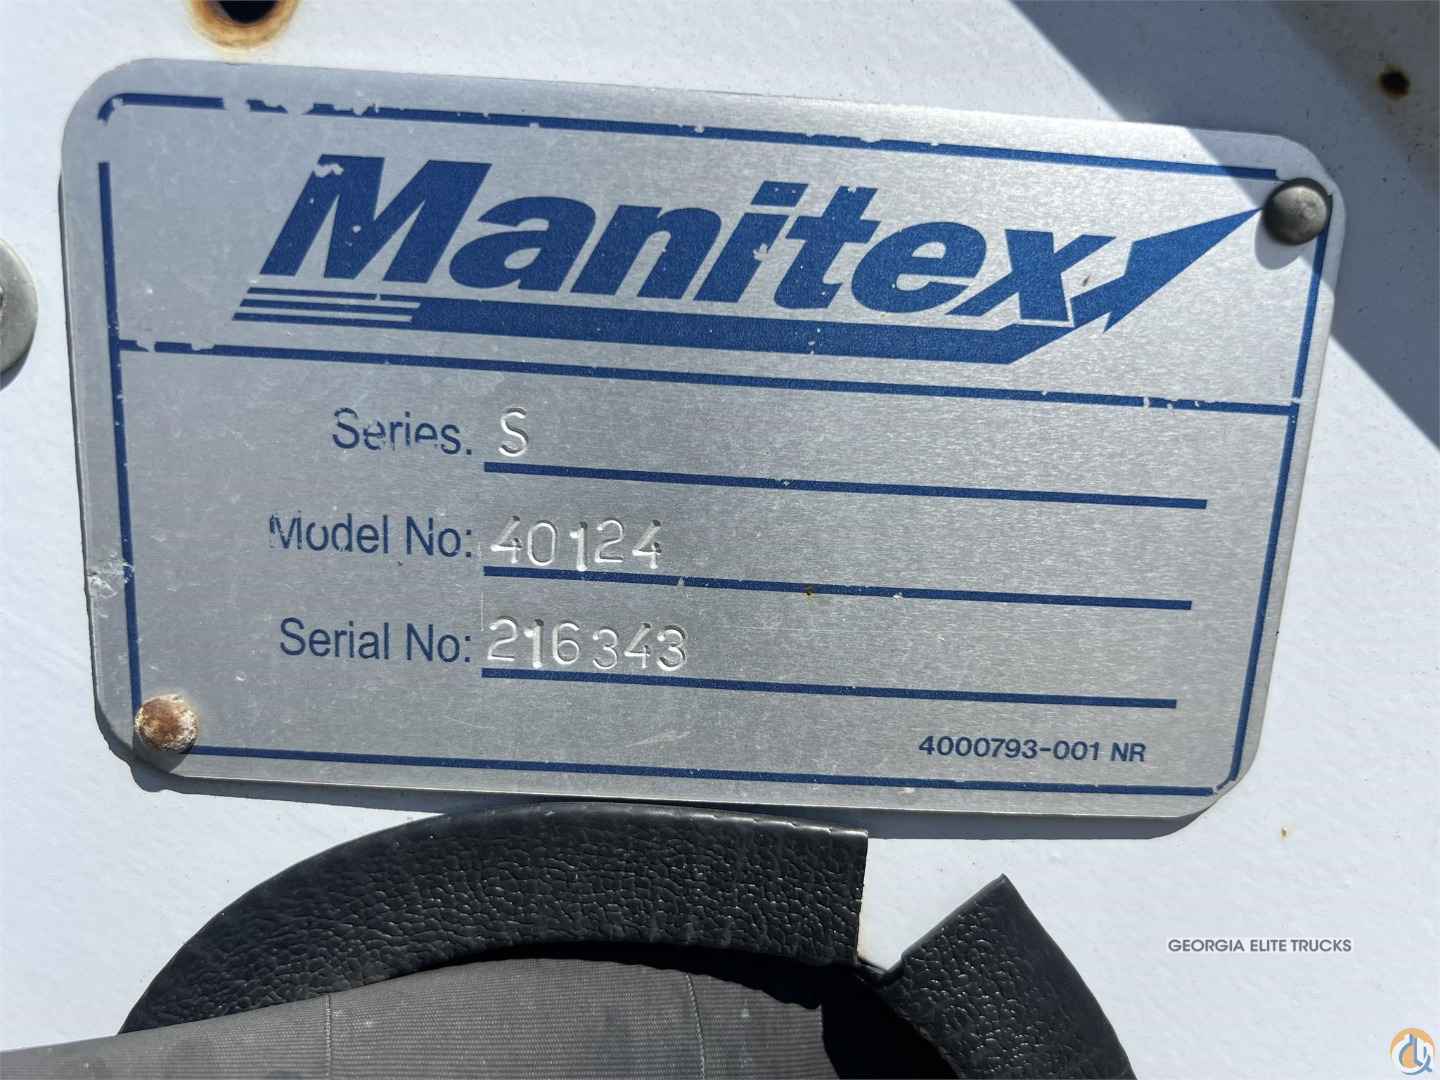 Manitex
Series. S
Model No: 40124
Serial No: 216343
4000793-001 NR
GEORGIA ELITE TRUCKS